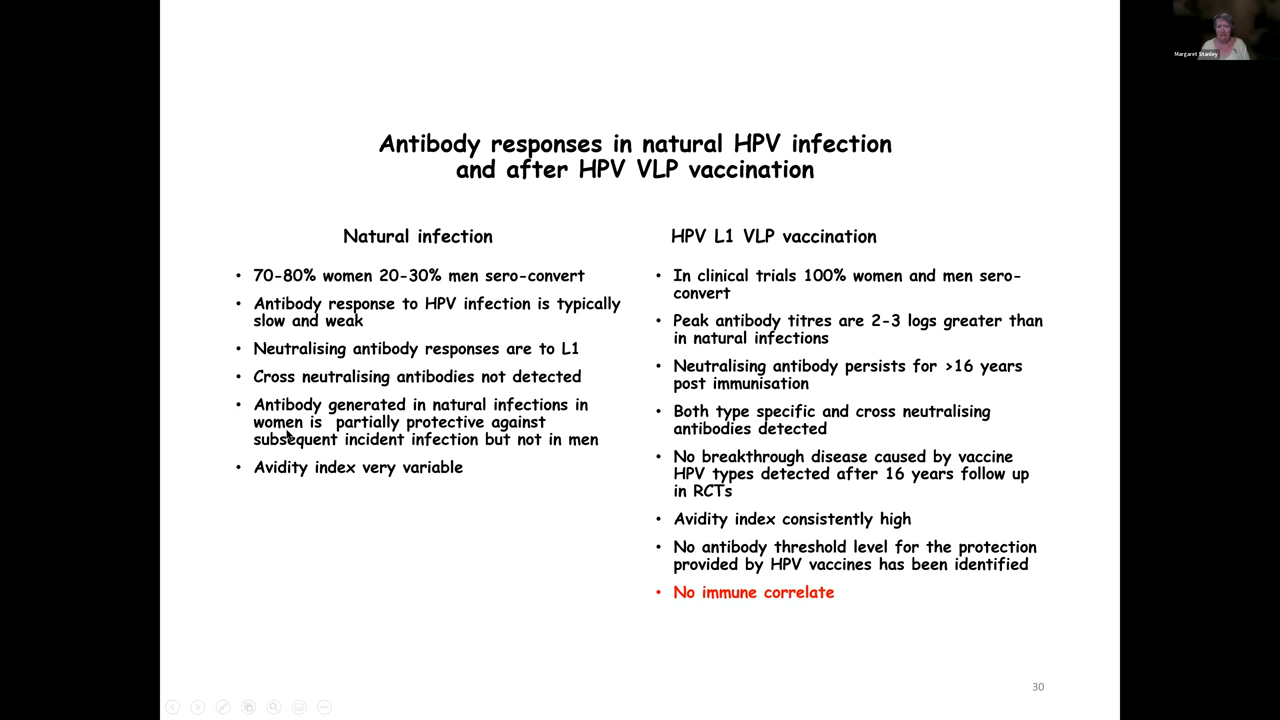 Margaret Stanley
Antibody responses in natural HPV infection
and after HPV VLP vaccination
Natural infection
• 70-80% women 20-30% men sero-convert
• Antibody response to HPV infection is typically
slow and weak
• Neutralising antibody responses are to L1
• Cross neutralising antibodies not detected
• Antibody generated in natural infections in
women is partially protective against
subsequent incident infection but not in men
• Avidity index very variable
HPV L1 VLP vaccination
• In clinical trials 100% women and men sero-
convert
• Peak antibody titres are 2-3 logs greater than
in natural infections
• Neutralising antibody persists for >16 years
post immunisation
• Both type specific and cross neutralising
antibodies detected
• No breakthrough disease caused by vaccine
HPV types detected after 16 years follow up
in RCTs
• Avidity index consistently high
• No antibody threshold level for the protection
provided by HPV vaccines has been identified
• No immune correlate
30